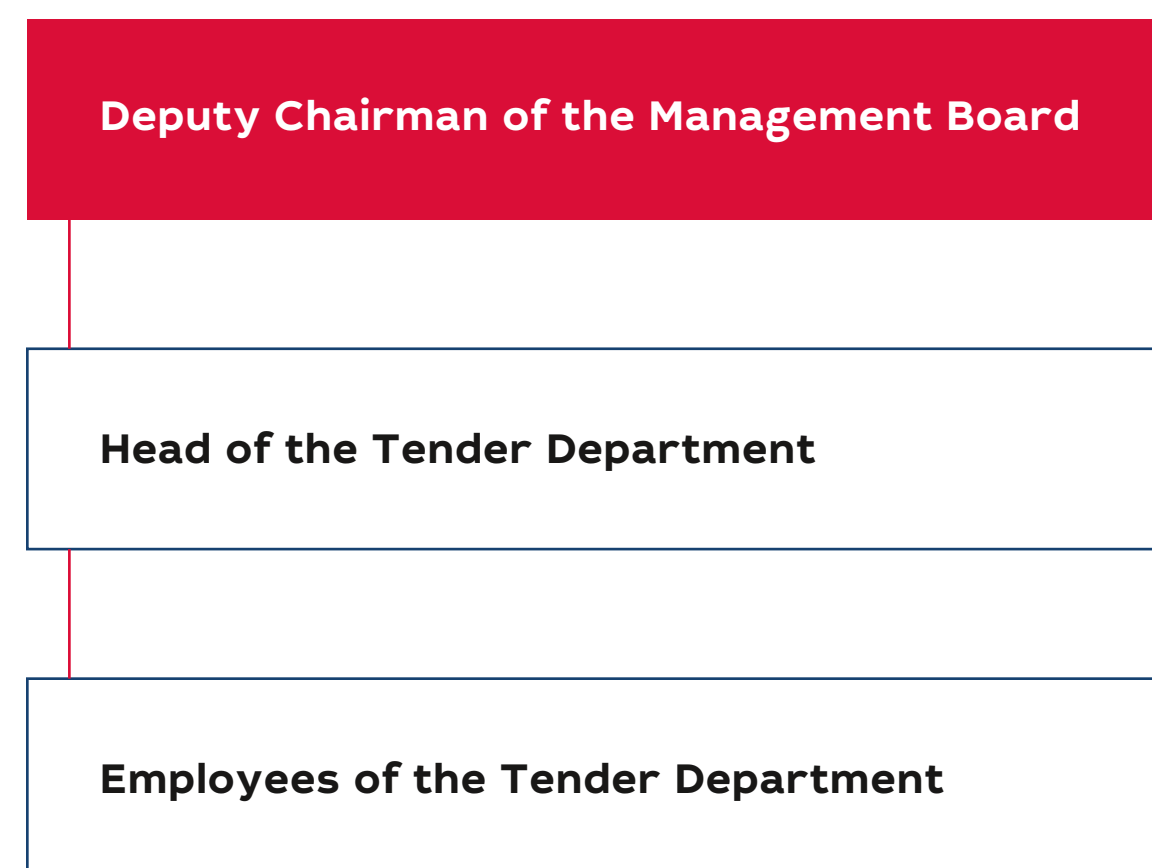 Deputy Chairman of the Management Board
Head of the Tender Department
Employees of the Tender Department